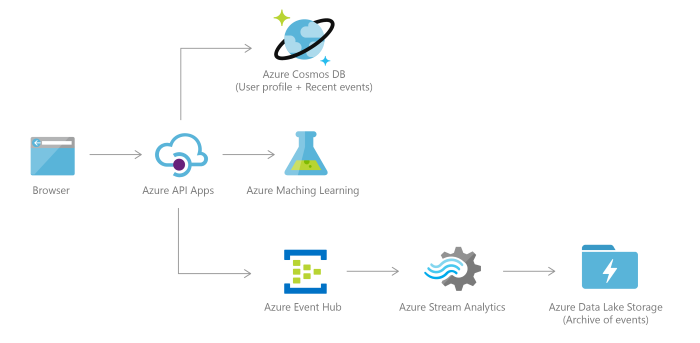 Azure Cosmos DB
(User profile + Recent events)
Browser
Azure API Apps
Azure Maching Learning
Azure Event Hub
Azure Stream Analytics
Azure Data Lake Storage
(Archive of events)